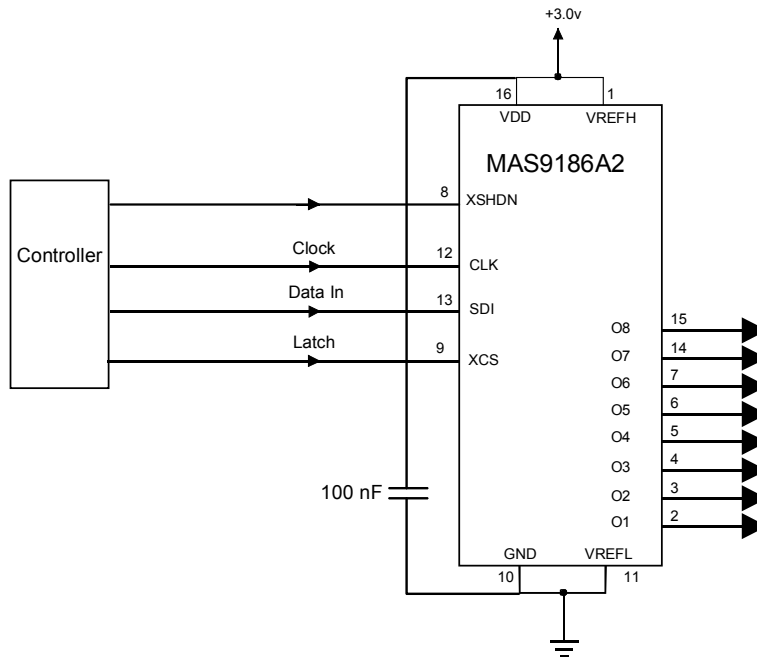 +3.0v
16
1
VDD
VREFH
MAS9186A2
8
XSHDN
Controller
Clock
12
CLK
Data In
13
SDI
Latch
9
XCS
O8
15
O7
14
O6
7
O5
6
O4
5
O3
4
O2
3
O1
2
100 nF
GND
VREFL
10
11